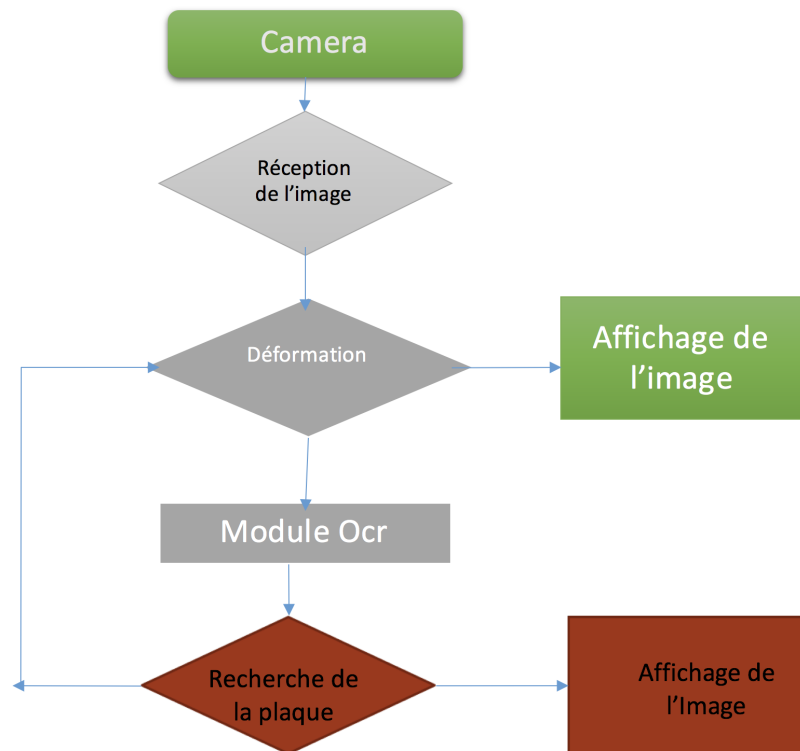 Camera
Réception
de l’image
Déformation
Affichage de
l’image
Module Ocr
Recherche de
la plaque
Affichage de
l’Image